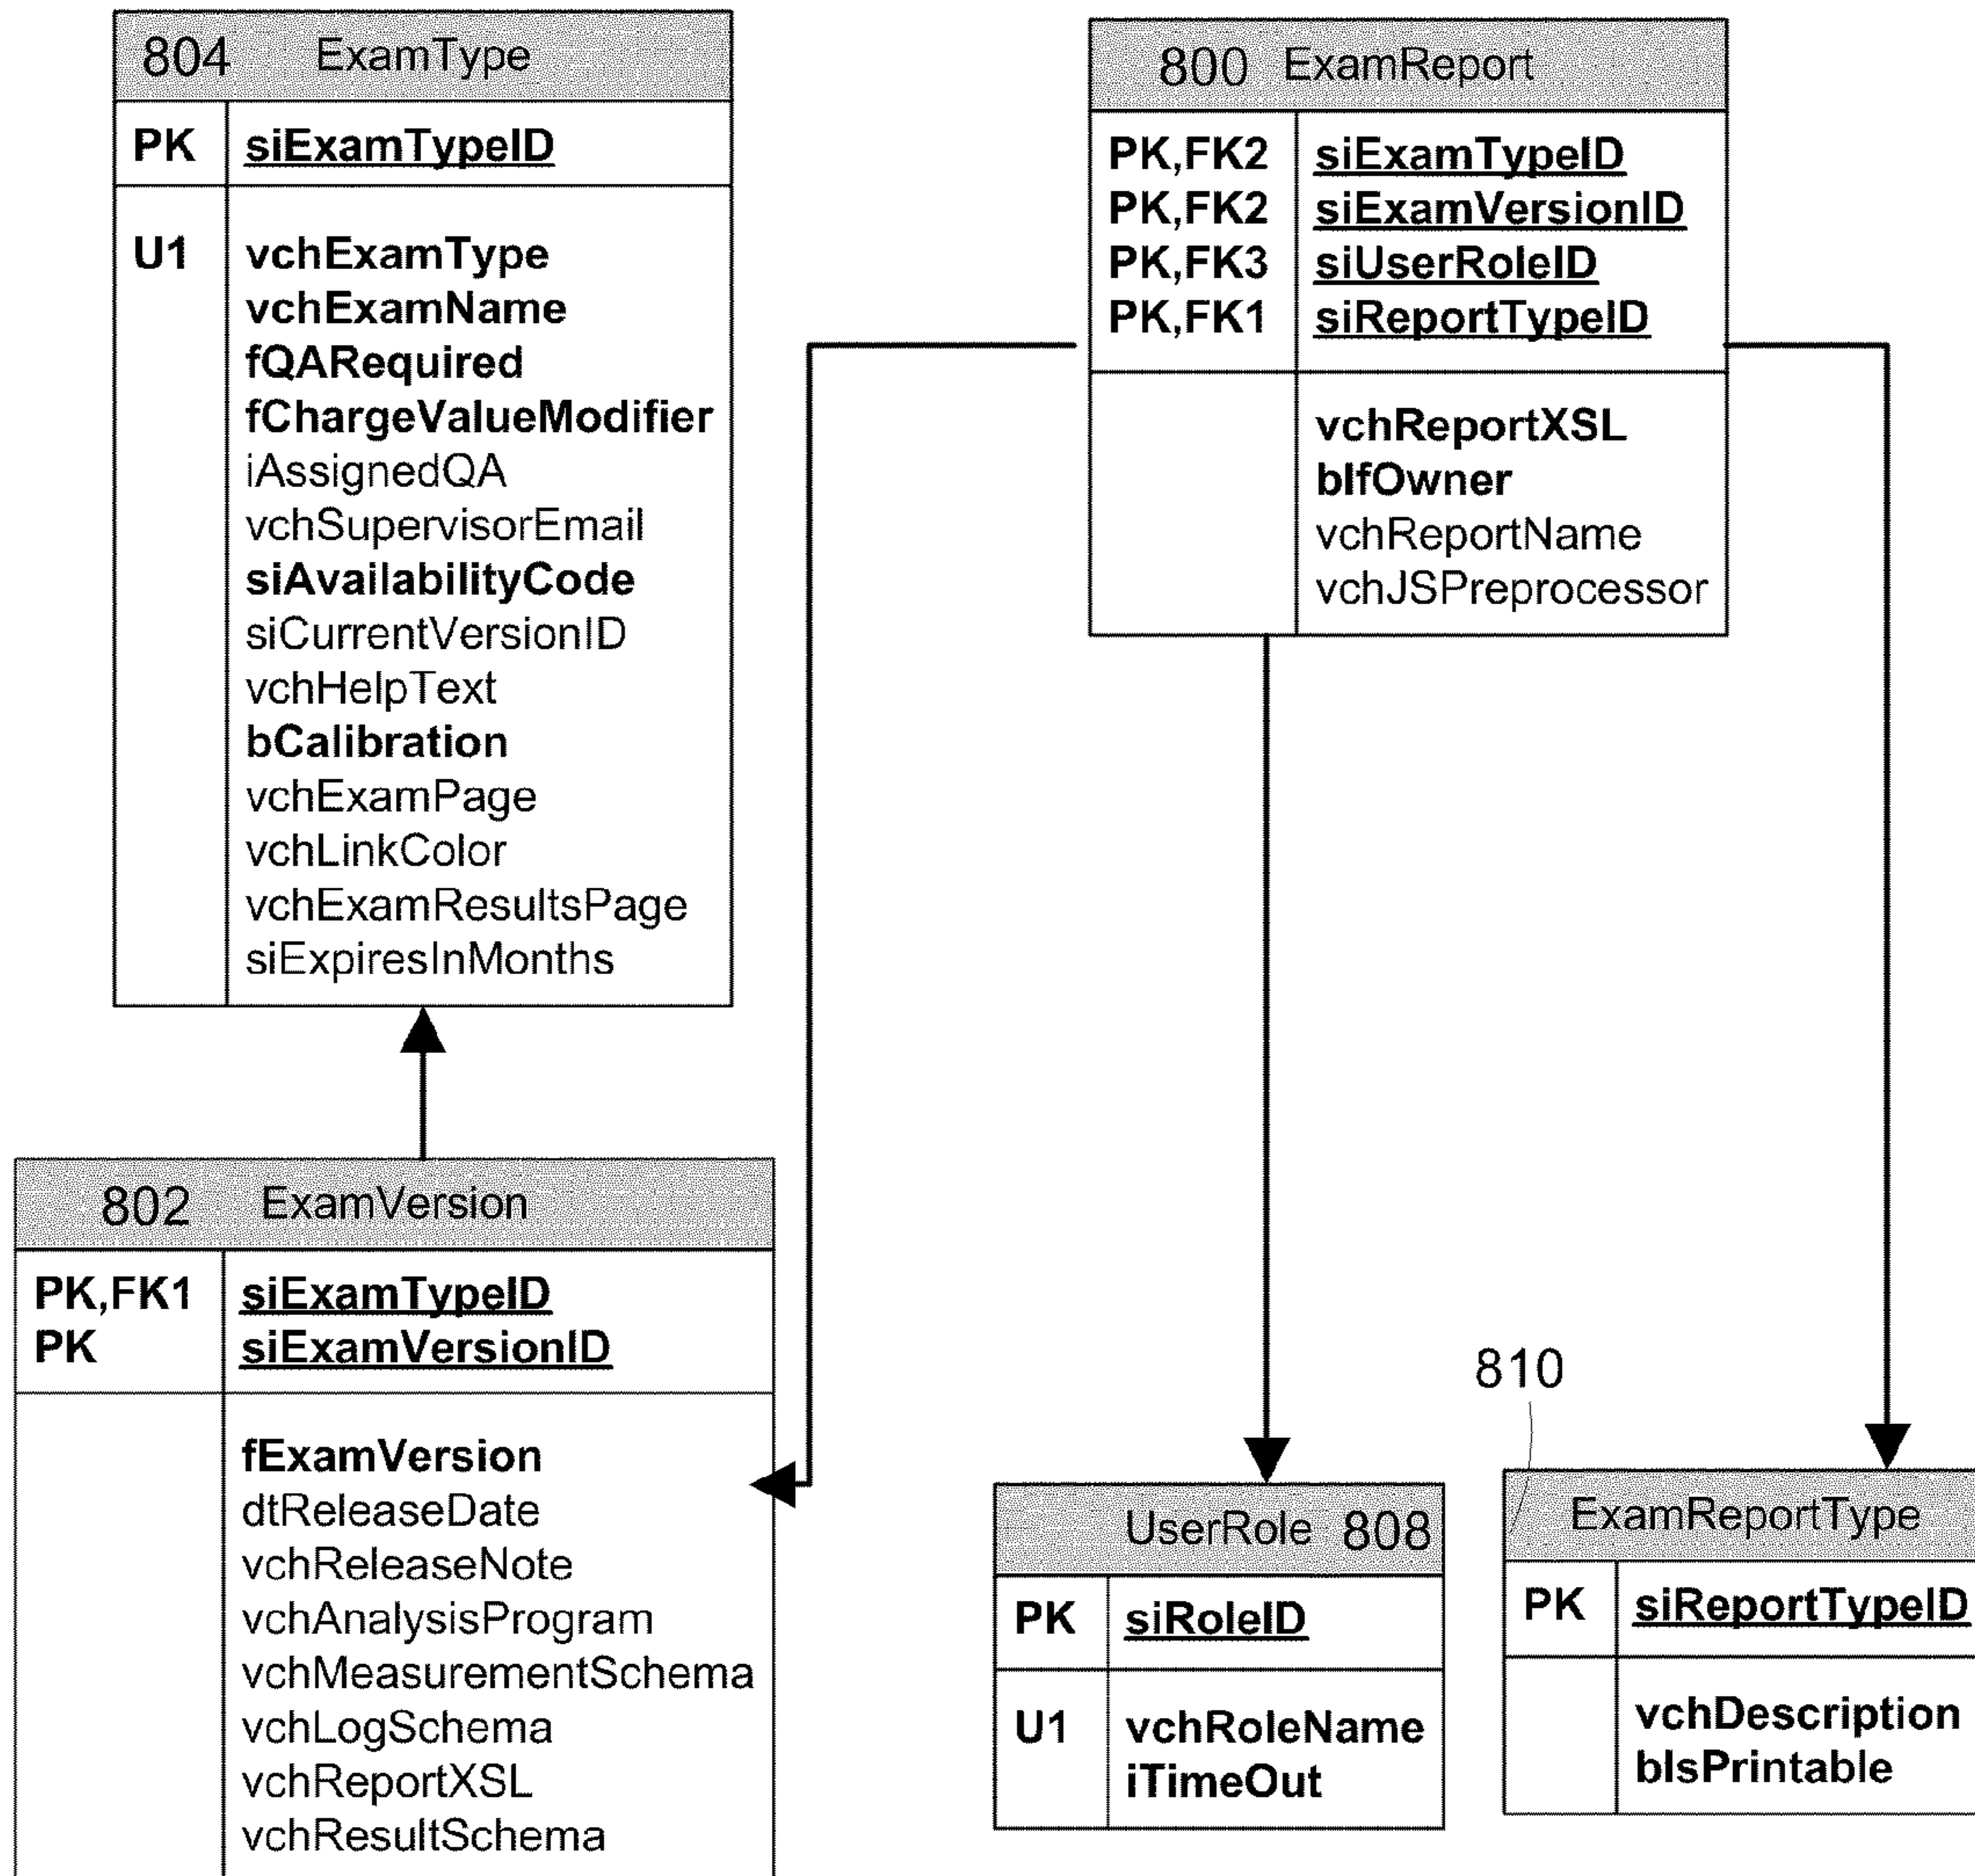 804 ExamType
PK siExamTypeID
U1 vchExamType
vchExamName
fQARequired
fChargeValueModifier
iAssignedQA
vchSupervisorEmail
siAvailabilityCode
siCurrentVersionID
vchHelpText
bCalibration
vchExamPage
vchLinkColor
vchExamResultsPage
siExpiresInMonths
800 ExamReport
PK,FK2 siExamTypeID
PK,FK2 siExamVersionID
PK,FK3 siUserRoleID
PK,FK1 siReportTypeID
vchReportXSL
bIfOwner
vchReportName
vchJSPreprocessor
802 ExamVersion
PK,FK1 siExamTypeID
PK siExamVersionID
fExamVersion
dtReleaseDate
vchReleaseNote
vchAnalysisProgram
vchMeasurementSchema
vchLogSchema
vchReportXSL
vchResultSchema
UserRole 808
PK siRoleID
U1 vchRoleName
iTimeOut
810
ExamReportType
PK siReportTypeID
vchDescription
bIsPrintable